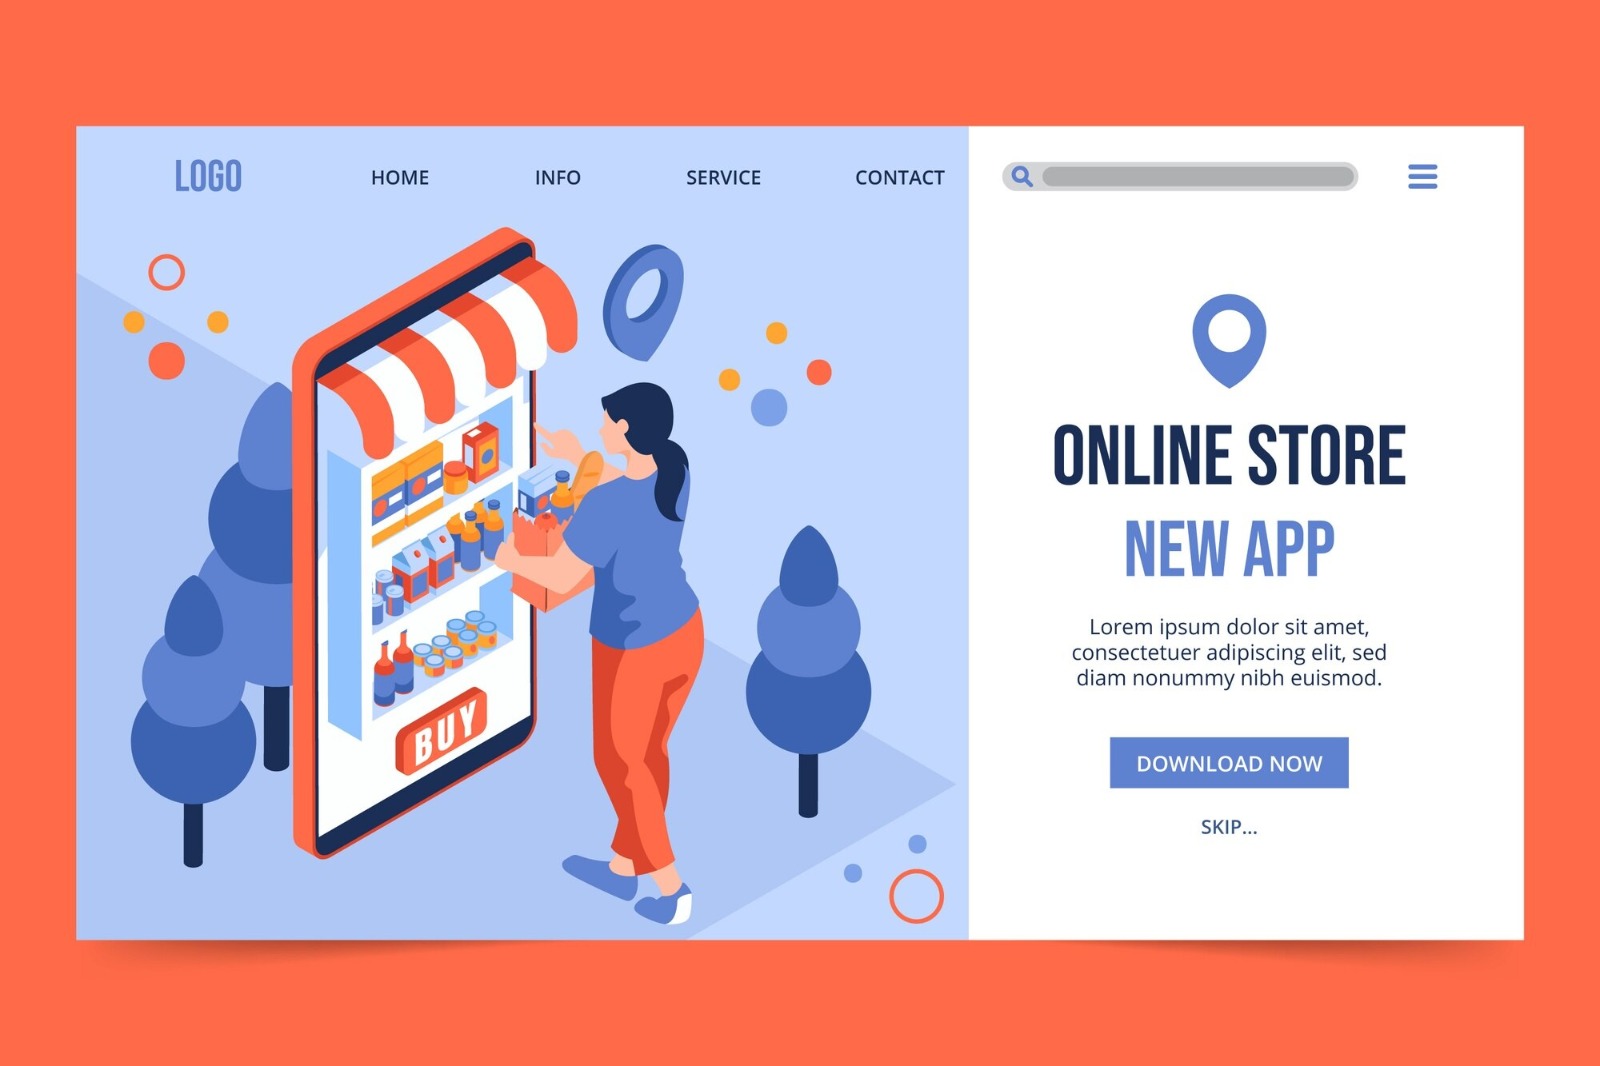 LOGO
HOME
INFO
SERVICE
CONTACT
BUY
ONLINE STORE
NEW APP
Lorem ipsum dolor sit amet,
consectetuer adipiscing elit, sed
diam nonummy nibh euismod.
DOWNLOAD NOW
SKIP...